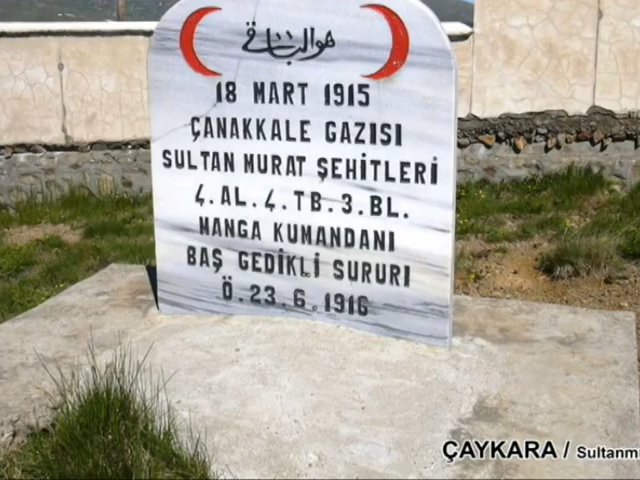 هوالباقي
18 MART 1915
ÇANAKKALE GAZISI
SULTAN MURAT ŞEHİTLERİ
4.AL.4.TB.3.BL.
MANGA KUMANDANI
BAŞ GEDİKLİ SURURI
Ö.23.6.1916
ÇAYKARA / Sultanm